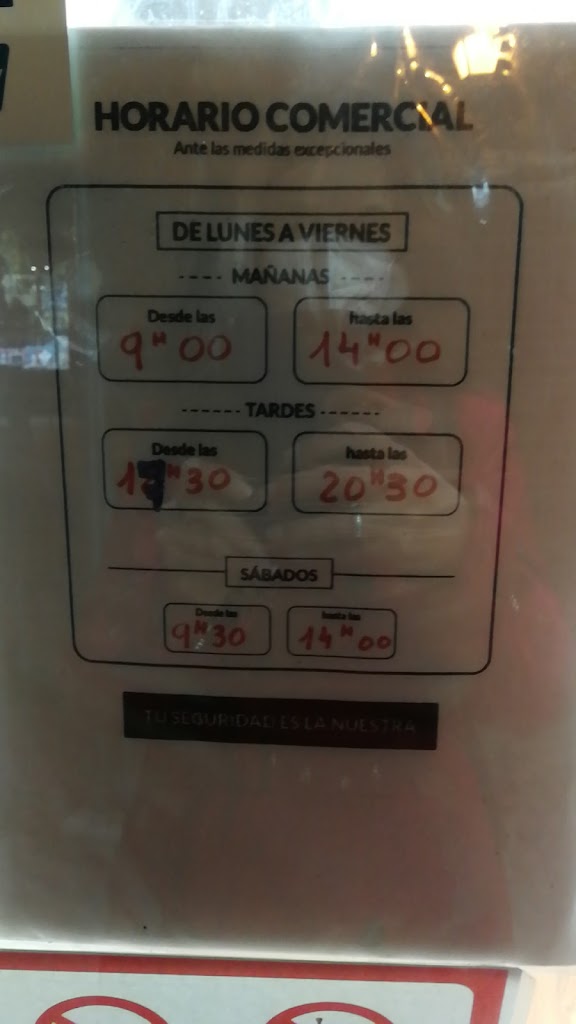 HORARIO COMERCIAL
Ante las medidas excepcionales
DE LUNES A VIERNES
---- MAÑANAS ----
Desde las hasta las
9H00 14H00
------ TARDES ------
Desde las hasta las
17H30 20H30
SÁBADOS
Desde las hasta las
9H30 14H00
TU SEGURIDAD ES LA NUESTRA